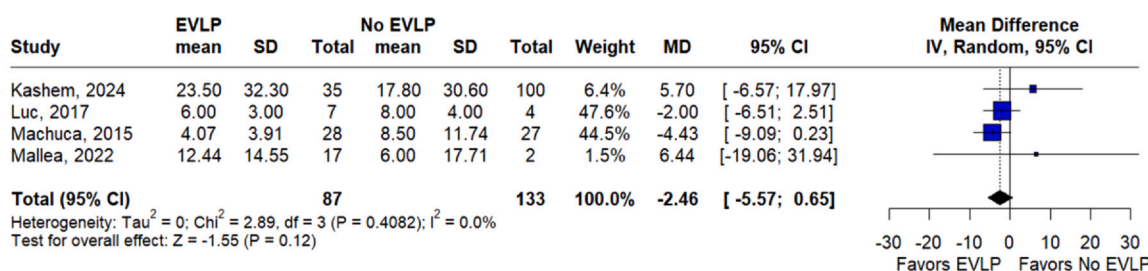 EVLP No EVLP Mean Difference
Study mean SD Total mean SD Total Weight MD 95% CI IV, Random, 95% CI
Kashem, 2024 23.50 32.30 35 17.80 30.60 100 6.4% 5.70 [ -6.57; 17.97]
Luc, 2017 6.00 3.00 7 8.00 4.00 4 47.6% -2.00 [ -6.51; 2.51]
Machuca, 2015 4.07 3.91 28 8.50 11.74 27 44.5% -4.43 [ -9.09; 0.23]
Mallea, 2022 12.44 14.55 17 6.00 17.71 2 1.5% 6.44 [-19.06; 31.94]
Total (95% CI) 87 133 100.0% -2.46 [ -5.57; 0.65]
Heterogeneity: Tau² = 0; Chi² = 2.89, df = 3 (P = 0.4082); I² = 0.0%
Test for overall effect: Z = -1.55 (P = 0.12)
-30 -20 -10 0 10 20 30
Favors EVLP Favors No EVLP